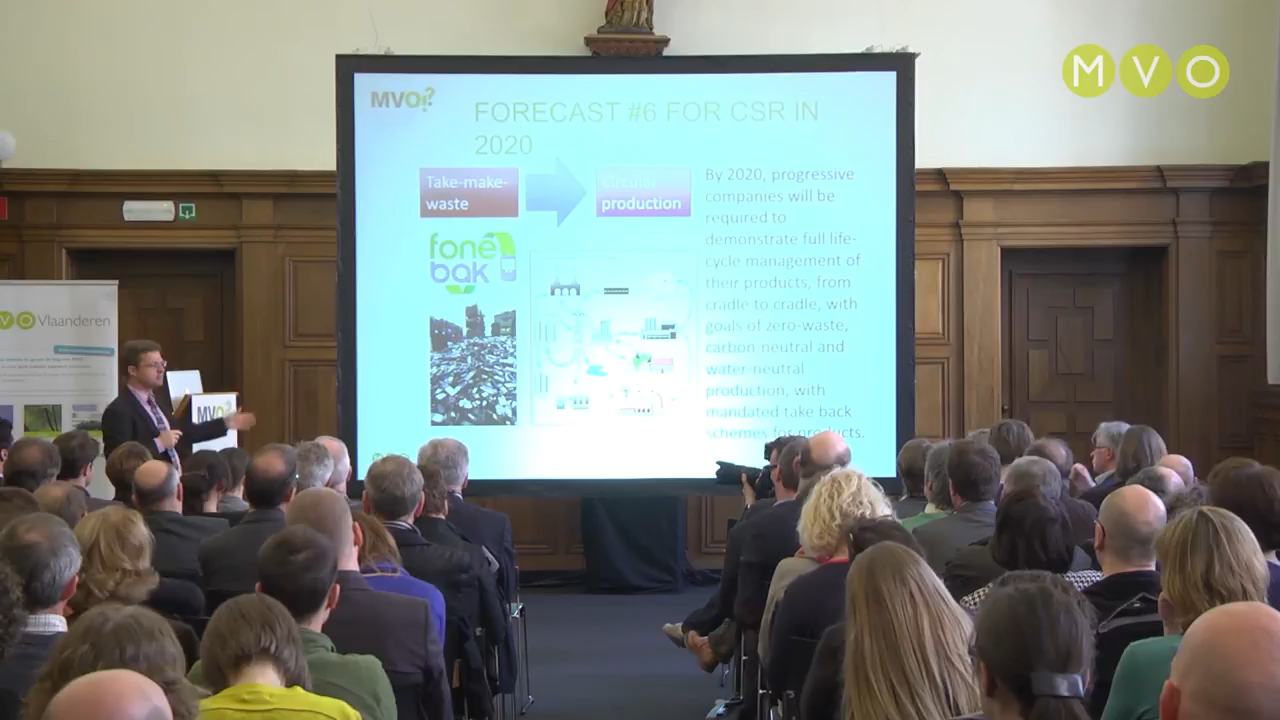 MVO
MVO?
FORECAST #6 FOR CSR IN
2020
Take-make-
waste
Circular
production
By 2020, progressive
companies will be
required to
demonstrate full life-
cycle management of
their products, from
cradle to cradle, with
goals of zero-waste,
carbon neutral and
water-neutral
production, with
mandated take back
schemes for products.
fone
bak
VO Vlaanderen
MVO?